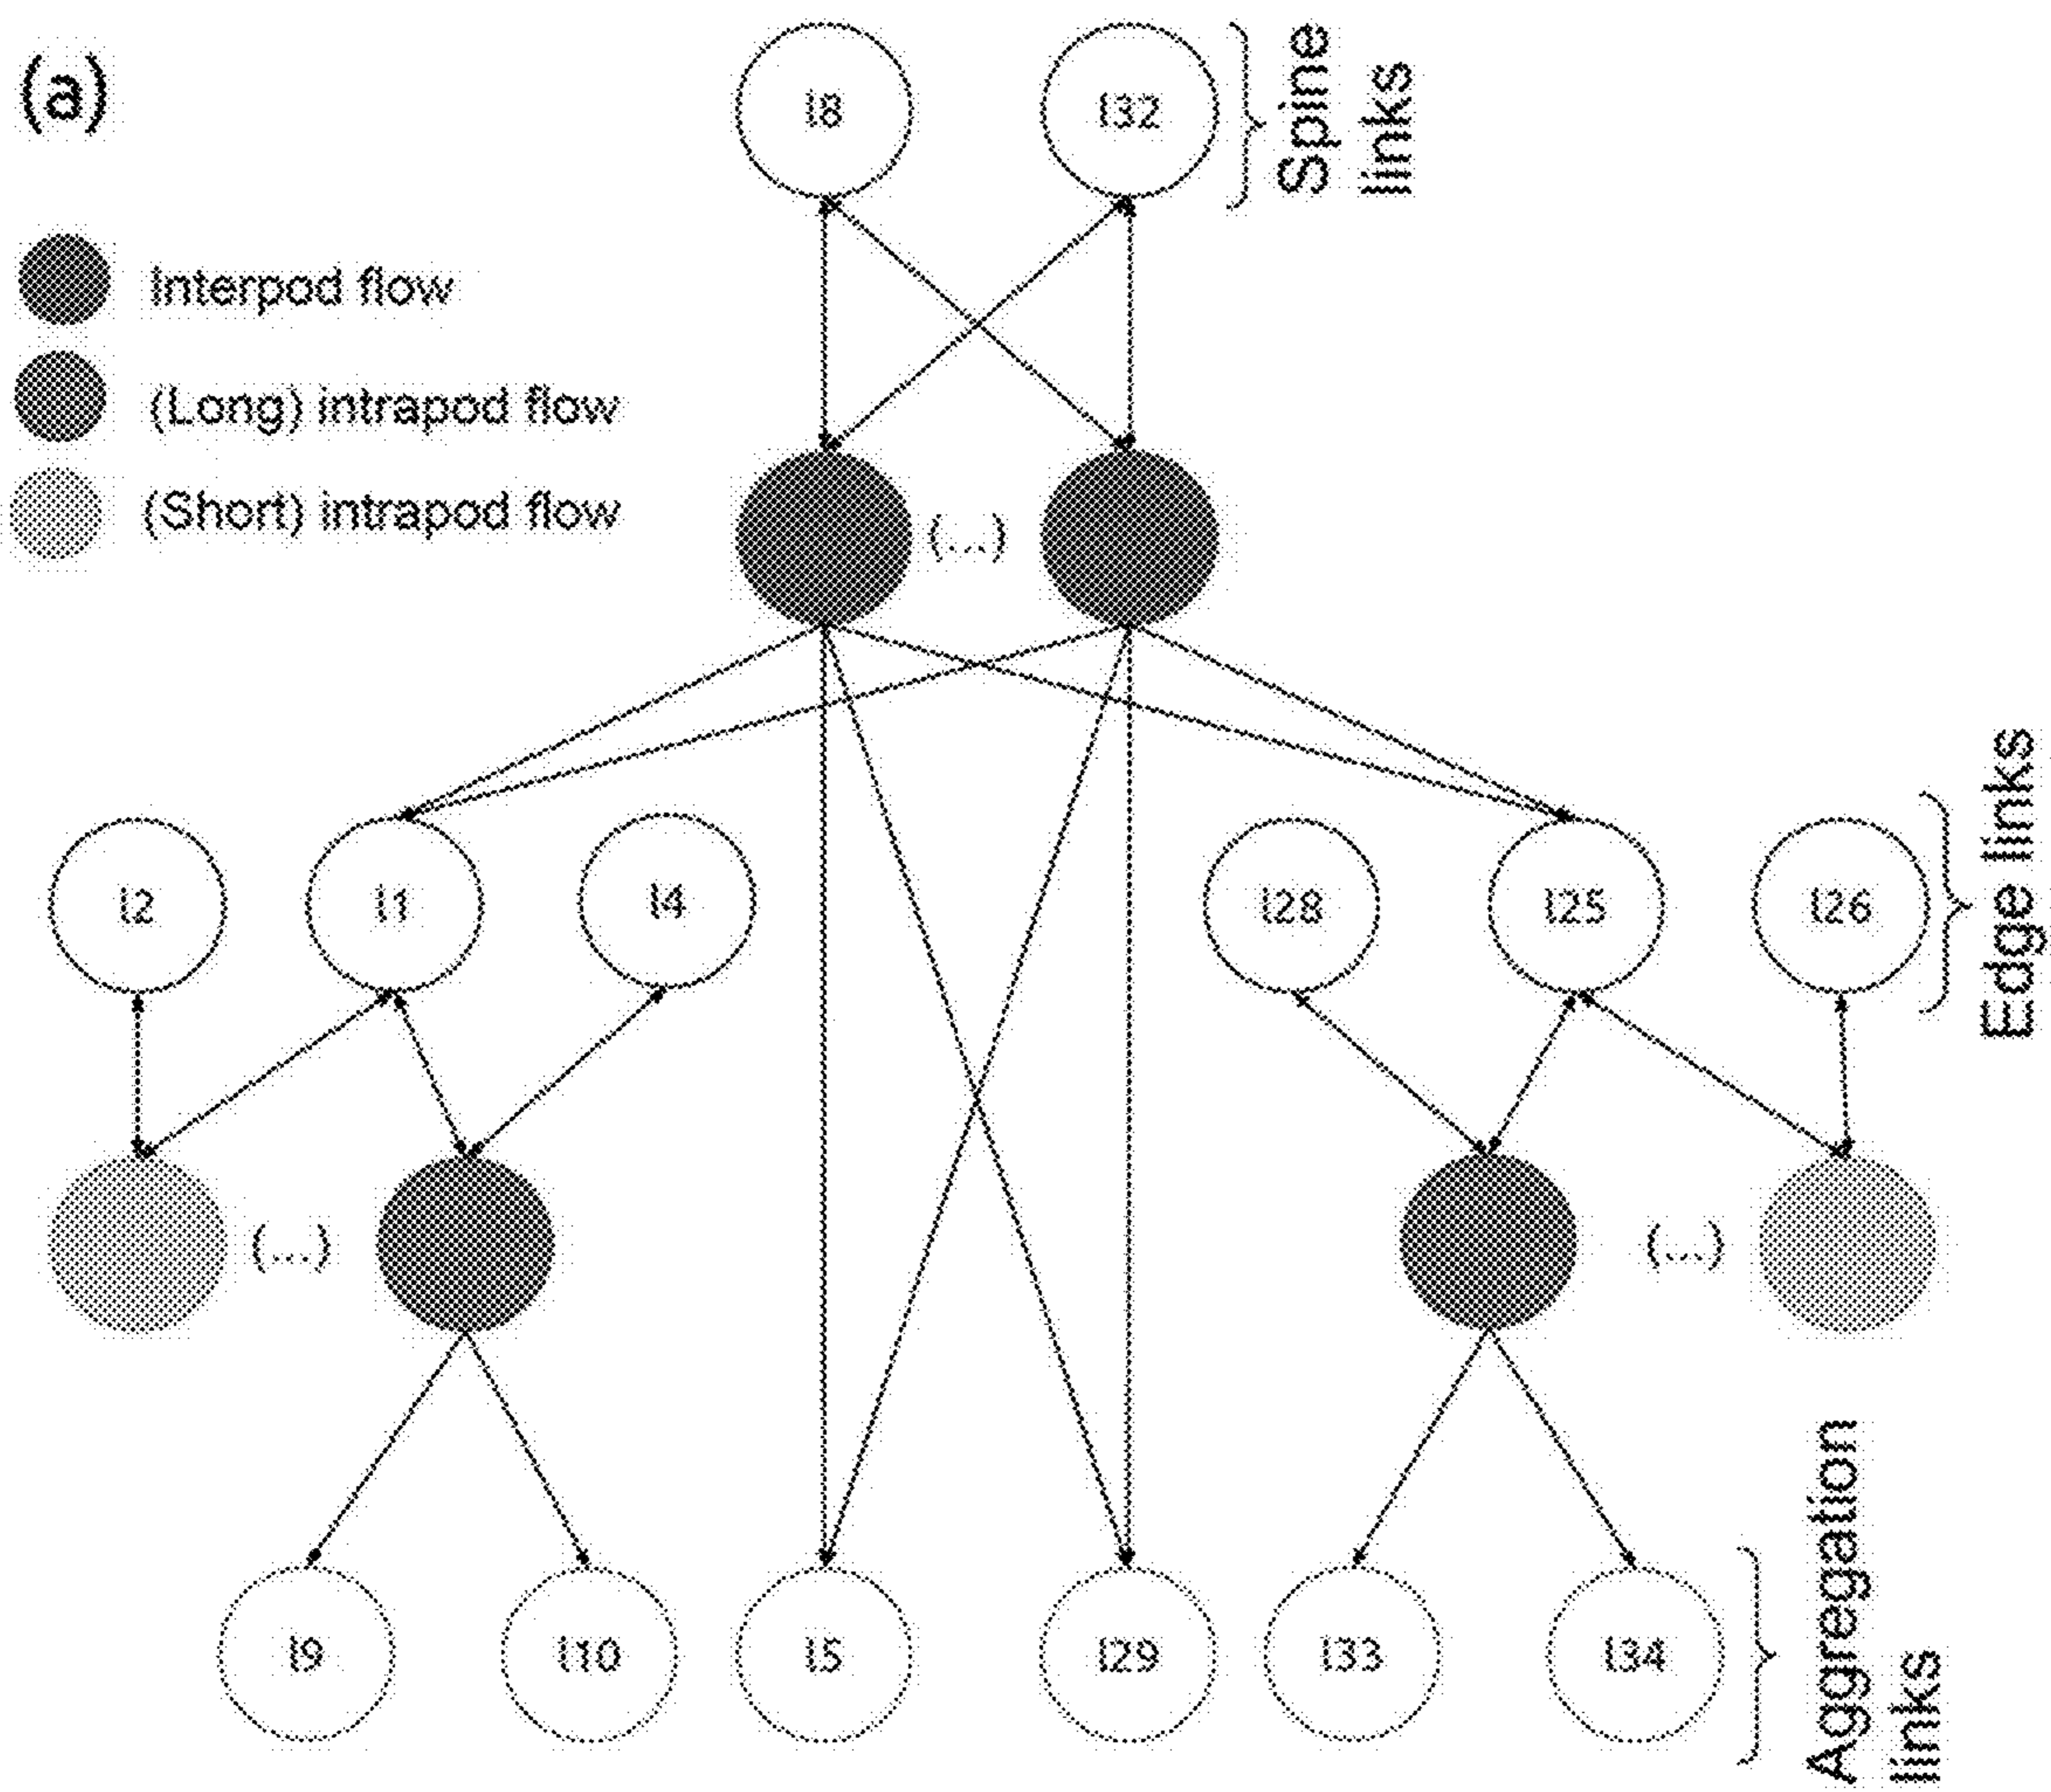 (a)
l8
l32
Spine
links
Interpod flow
(Long) intrapod flow
(Short) intrapod flow
(...)
l2
l1
l4
l28
l25
l26
Edge links
(...)
(...)
l9
l10
l5
l29
l33
l34
Aggregation
links